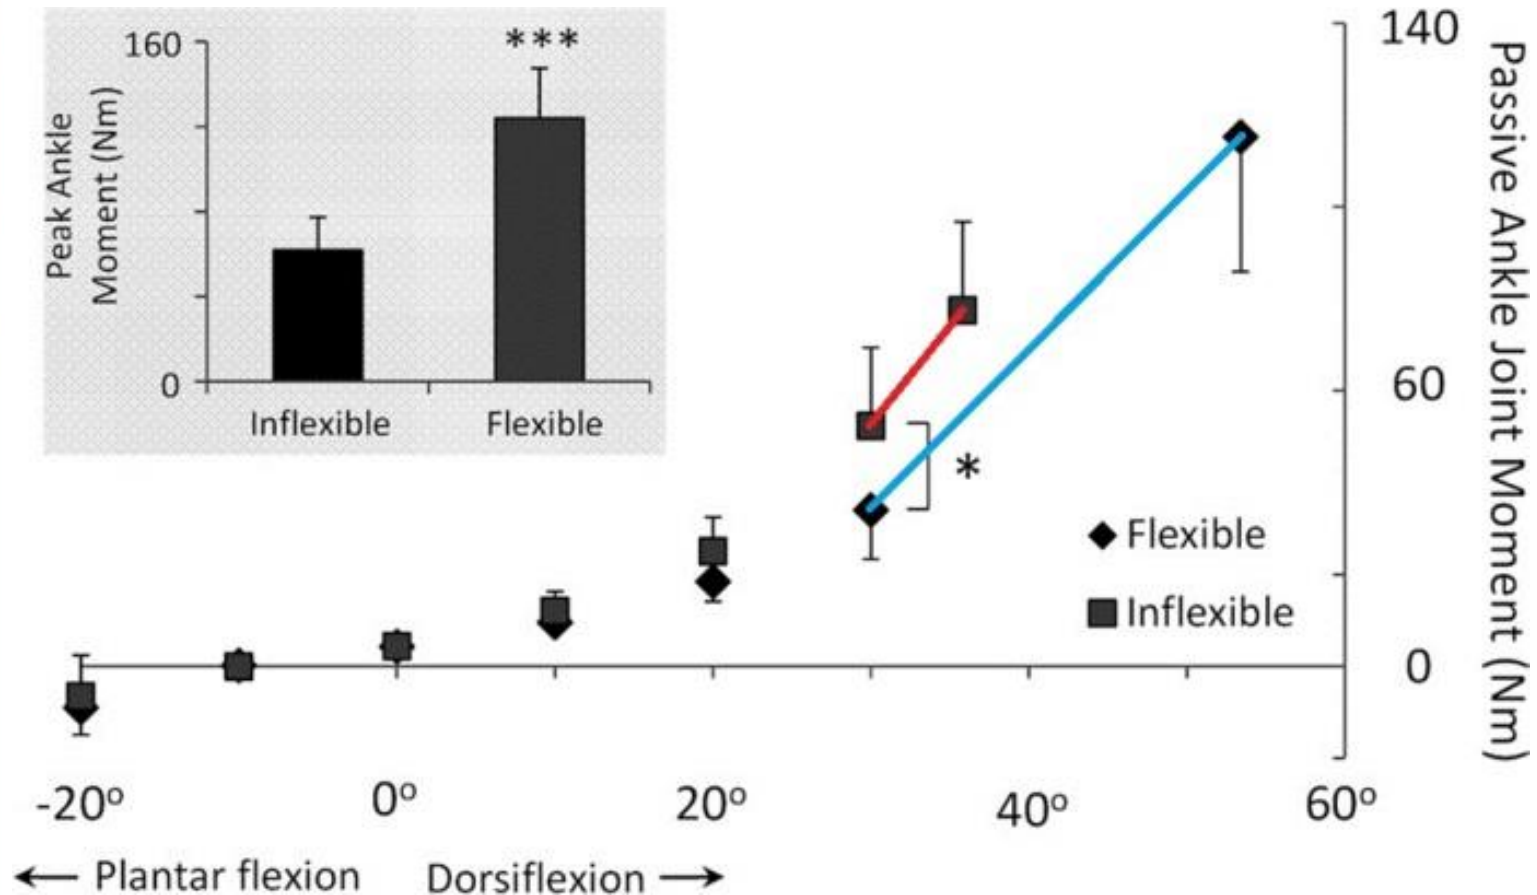 160
***
Peak Ankle
Moment (Nm)
0
Inflexible
Flexible
140
60
0
Passive Ankle Joint Moment (Nm)
*
Flexible
Inflexible
-20º
0º
20º
40º
60º
← Plantar flexion
Dorsiflexion →